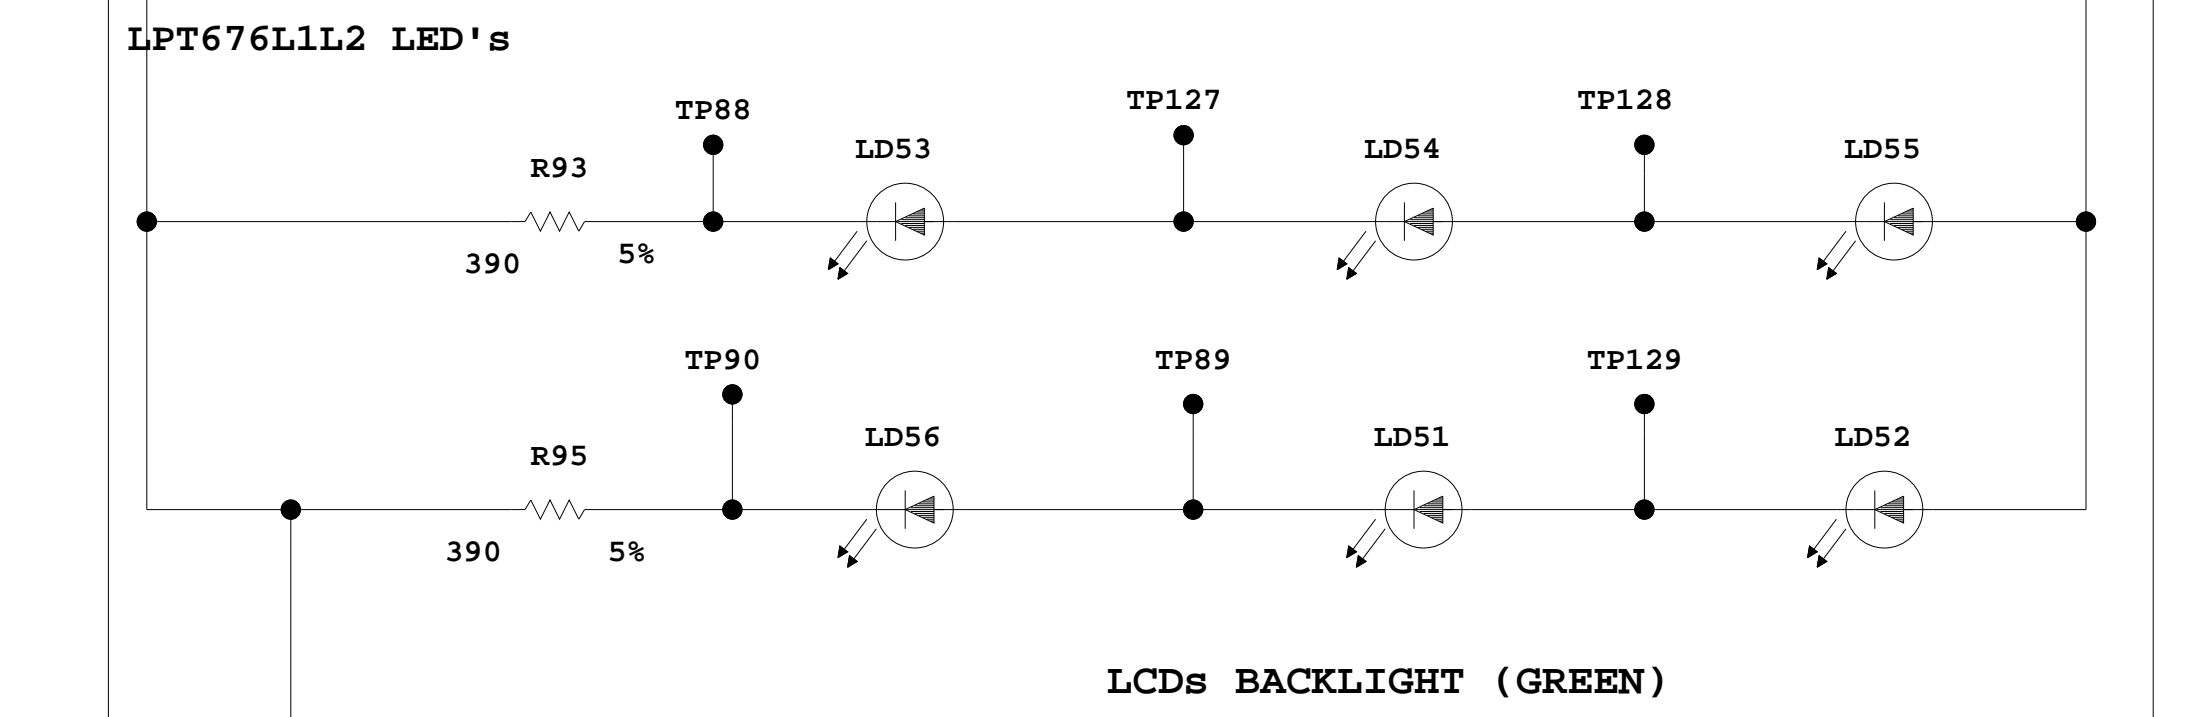 LPT676L1L2 LED's
TP88
TP127
TP128
R93
LD53
LD54
LD55
390
5%
TP90
TP89
TP129
R95
LD56
LD51
LD52
390
5%
LCDs BACKLIGHT (GREEN)